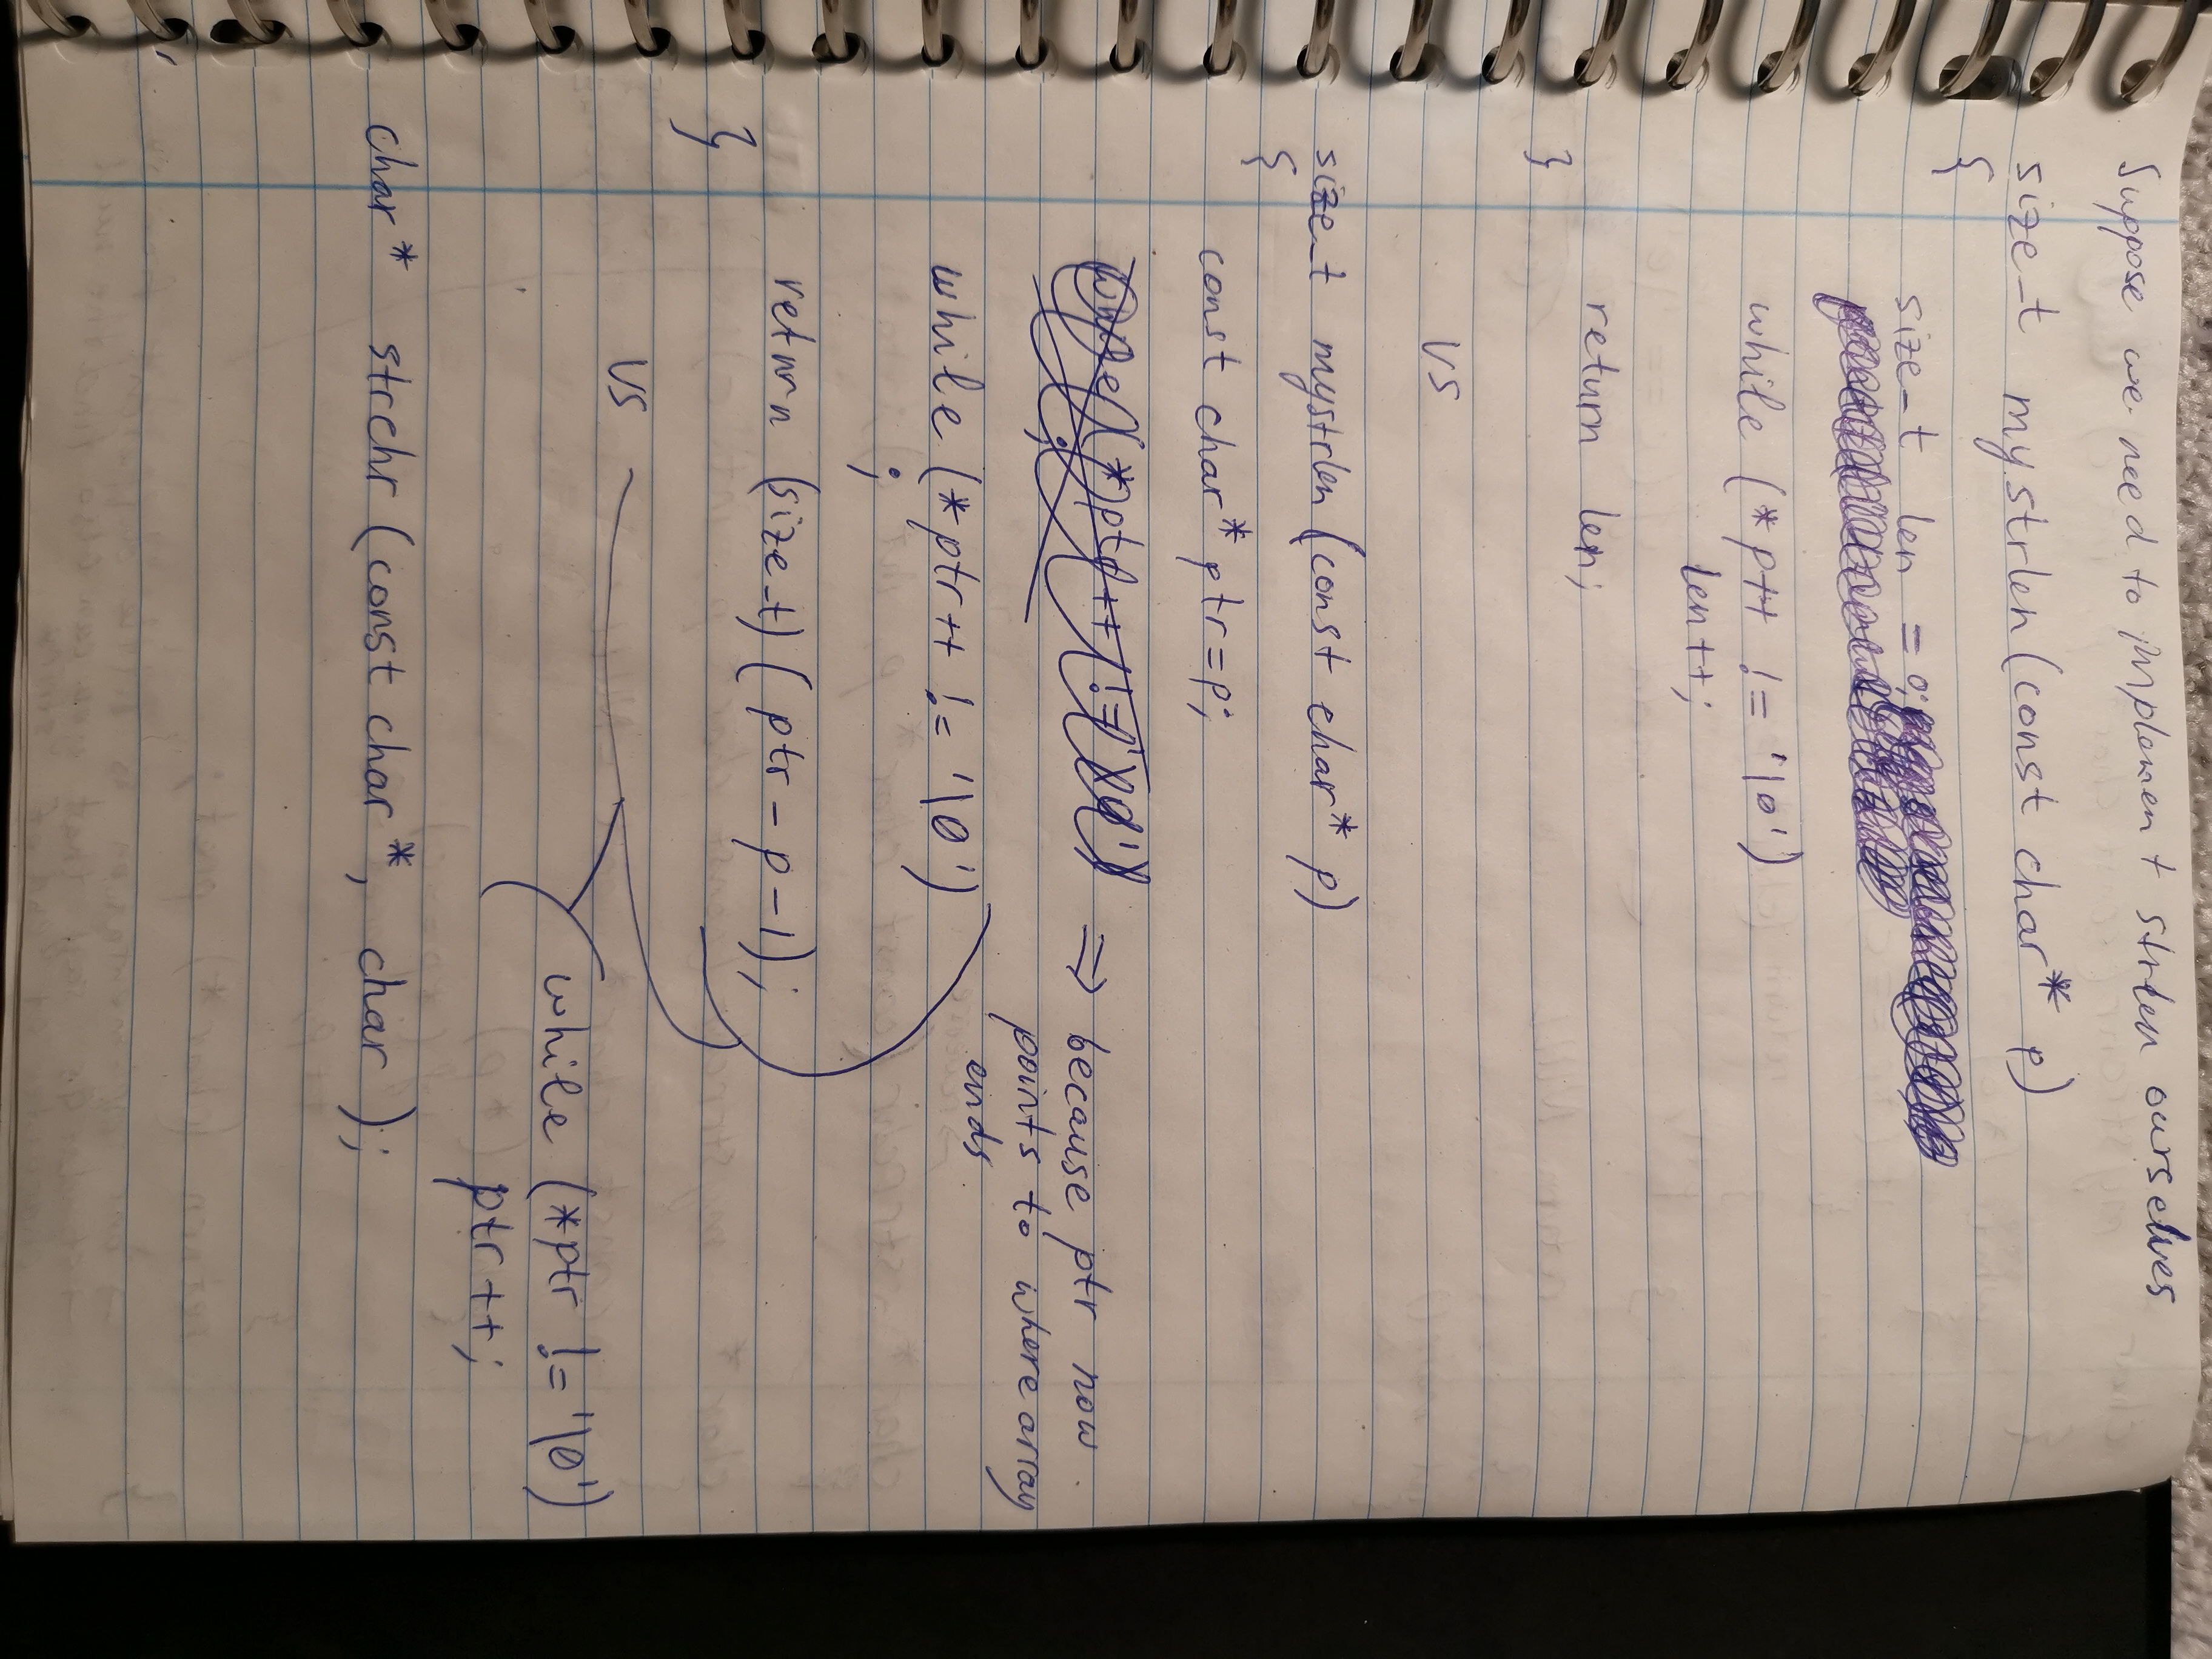 Suppose we need to implement strlen ourselves
size_t mystrlen(const char* p)
{
size_t len = 0;
while (*p++ != '\0')
len++;
return len;
}
VS
size_t mystrlen(const char* p)
{
const char* ptr=p;
while (*ptr++ != '\0')
;
⇒ because ptr now
points to where array
ends
while (*ptr++ != '\0')
;
return (size_t) (ptr-p-1);
}
VS
while (*ptr != '\0')
ptr++;
char* strchr (const char*, char);